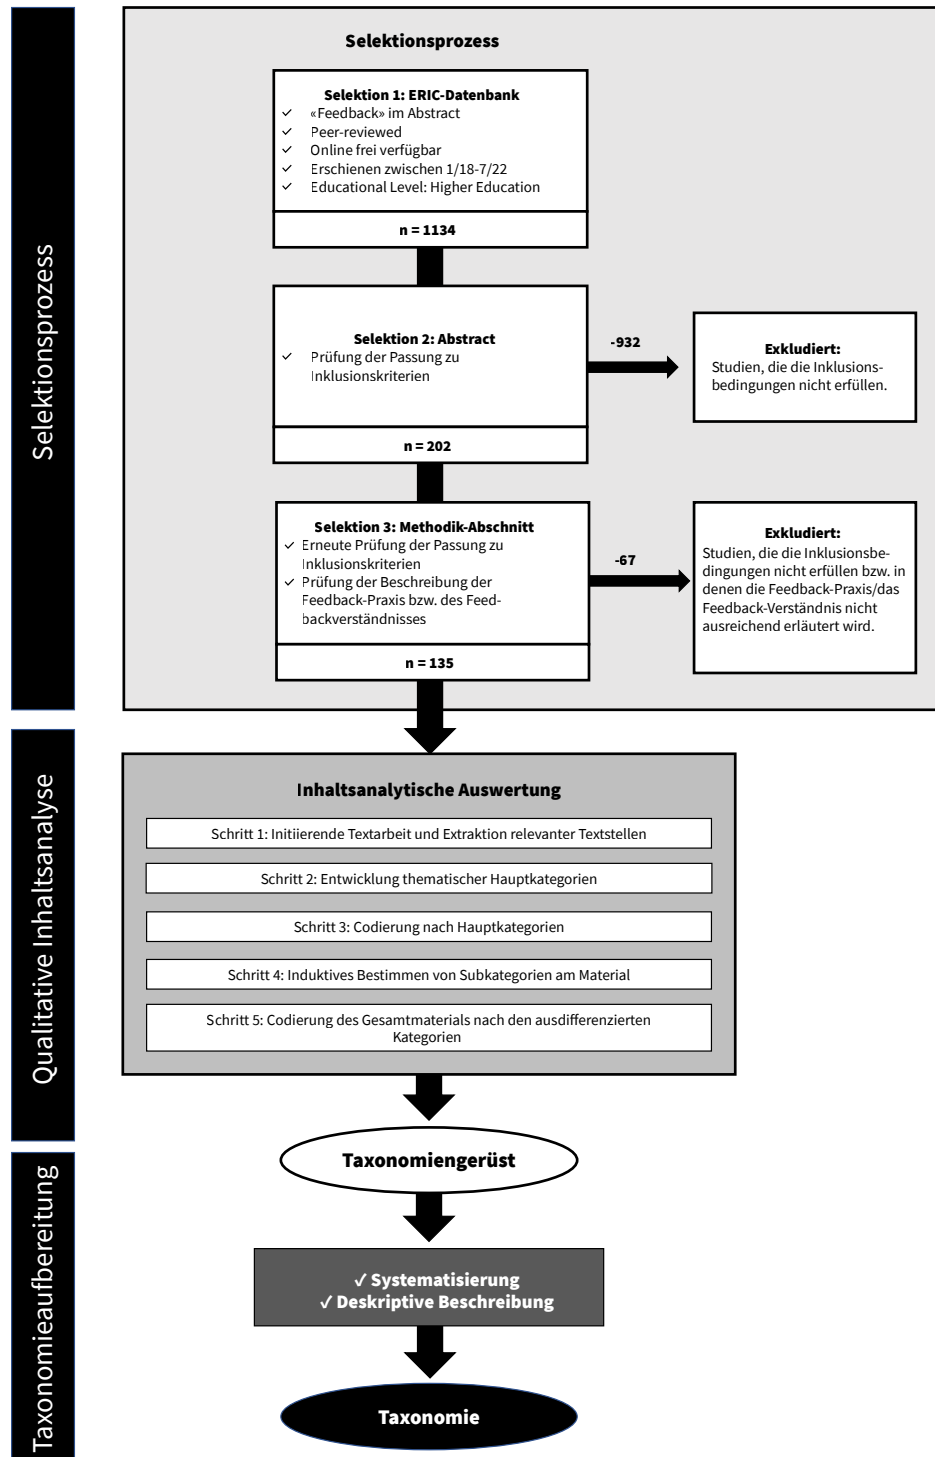 Selektionsprozess
Selektionsprozess
Selektion 1: ERIC-Datenbank
✓ «Feedback» im Abstract
✓ Peer-reviewed
✓ Online frei verfügbar
✓ Erschienen zwischen 1/18-7/22
✓ Educational Level: Higher Education
n = 1134
Selektion 2: Abstract
✓ Prüfung der Passung zu
Inklusionskriterien
n = 202
-932
Exkludiert:
Studien, die die Inklusions-
bedingungen nicht erfüllen.
Selektion 3: Methodik-Abschnitt
✓ Erneute Prüfung der Passung zu
Inklusionskriterien
✓ Prüfung der Beschreibung der
Feedback-Praxis bzw. des Feed-
backverständnisses
n = 135
-67
Exkludiert:
Studien, die die Inklusionsbe-
dingungen nicht erfüllen bzw. in
denen die Feedback-Praxis/das
Feedback-Verständnis nicht
ausreichend erläutert wird.
Qualitative Inhaltsanalyse
Inhaltsanalytische Auswertung
Schritt 1: Initiierende Textarbeit und Extraktion relevanter Textstellen
Schritt 2: Entwicklung thematischer Hauptkategorien
Schritt 3: Codierung nach Hauptkategorien
Schritt 4: Induktives Bestimmen von Subkategorien am Material
Schritt 5: Codierung des Gesamtmaterials nach den ausdifferenzierten
Kategorien
Taxonomiengerüst
Taxonomieaufbereitung
✓ Systematisierung
✓ Deskriptive Beschreibung
Taxonomie